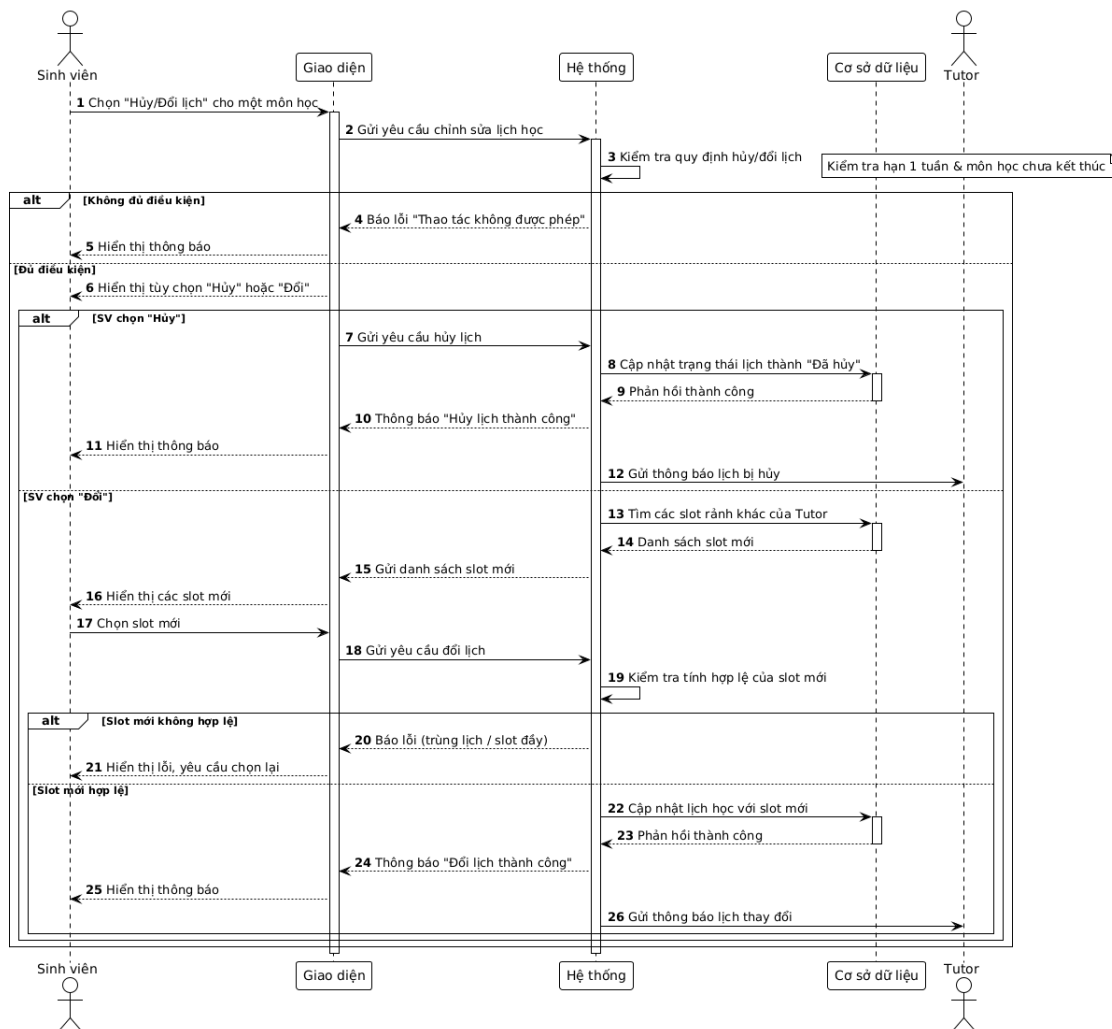 Sinh viên
Giao diện
Hệ thống
Cơ sở dữ liệu
Tutor
1 Chọn "Hủy/Đổi lịch" cho một môn học
2 Gửi yêu cầu chỉnh sửa lịch học
3 Kiểm tra quy định hủy/đổi lịch
Kiểm tra hạn 1 tuần & môn học chưa kết thúc
alt [Không đủ điều kiện]
4 Báo lỗi "Thao tác không được phép"
5 Hiển thị thông báo
[Đủ điều kiện]
6 Hiển thị tùy chọn "Hủy" hoặc "Đổi"
alt [SV chọn "Hủy"]
7 Gửi yêu cầu hủy lịch
8 Cập nhật trạng thái lịch thành "Đã hủy"
9 Phản hồi thành công
10 Thông báo "Hủy lịch thành công"
11 Hiển thị thông báo
12 Gửi thông báo lịch bị hủy
[SV chọn "Đổi"]
13 Tìm các slot rảnh khác của Tutor
14 Danh sách slot mới
15 Gửi danh sách slot mới
16 Hiển thị các slot mới
17 Chọn slot mới
18 Gửi yêu cầu đổi lịch
19 Kiểm tra tính hợp lệ của slot mới
alt [Slot mới không hợp lệ]
20 Báo lỗi (trùng lịch / slot đầy)
21 Hiển thị lỗi, yêu cầu chọn lại
[Slot mới hợp lệ]
22 Cập nhật lịch học với slot mới
23 Phản hồi thành công
24 Thông báo "Đổi lịch thành công"
25 Hiển thị thông báo
26 Gửi thông báo lịch thay đổi
Sinh viên
Giao diện
Hệ thống
Cơ sở dữ liệu
Tutor